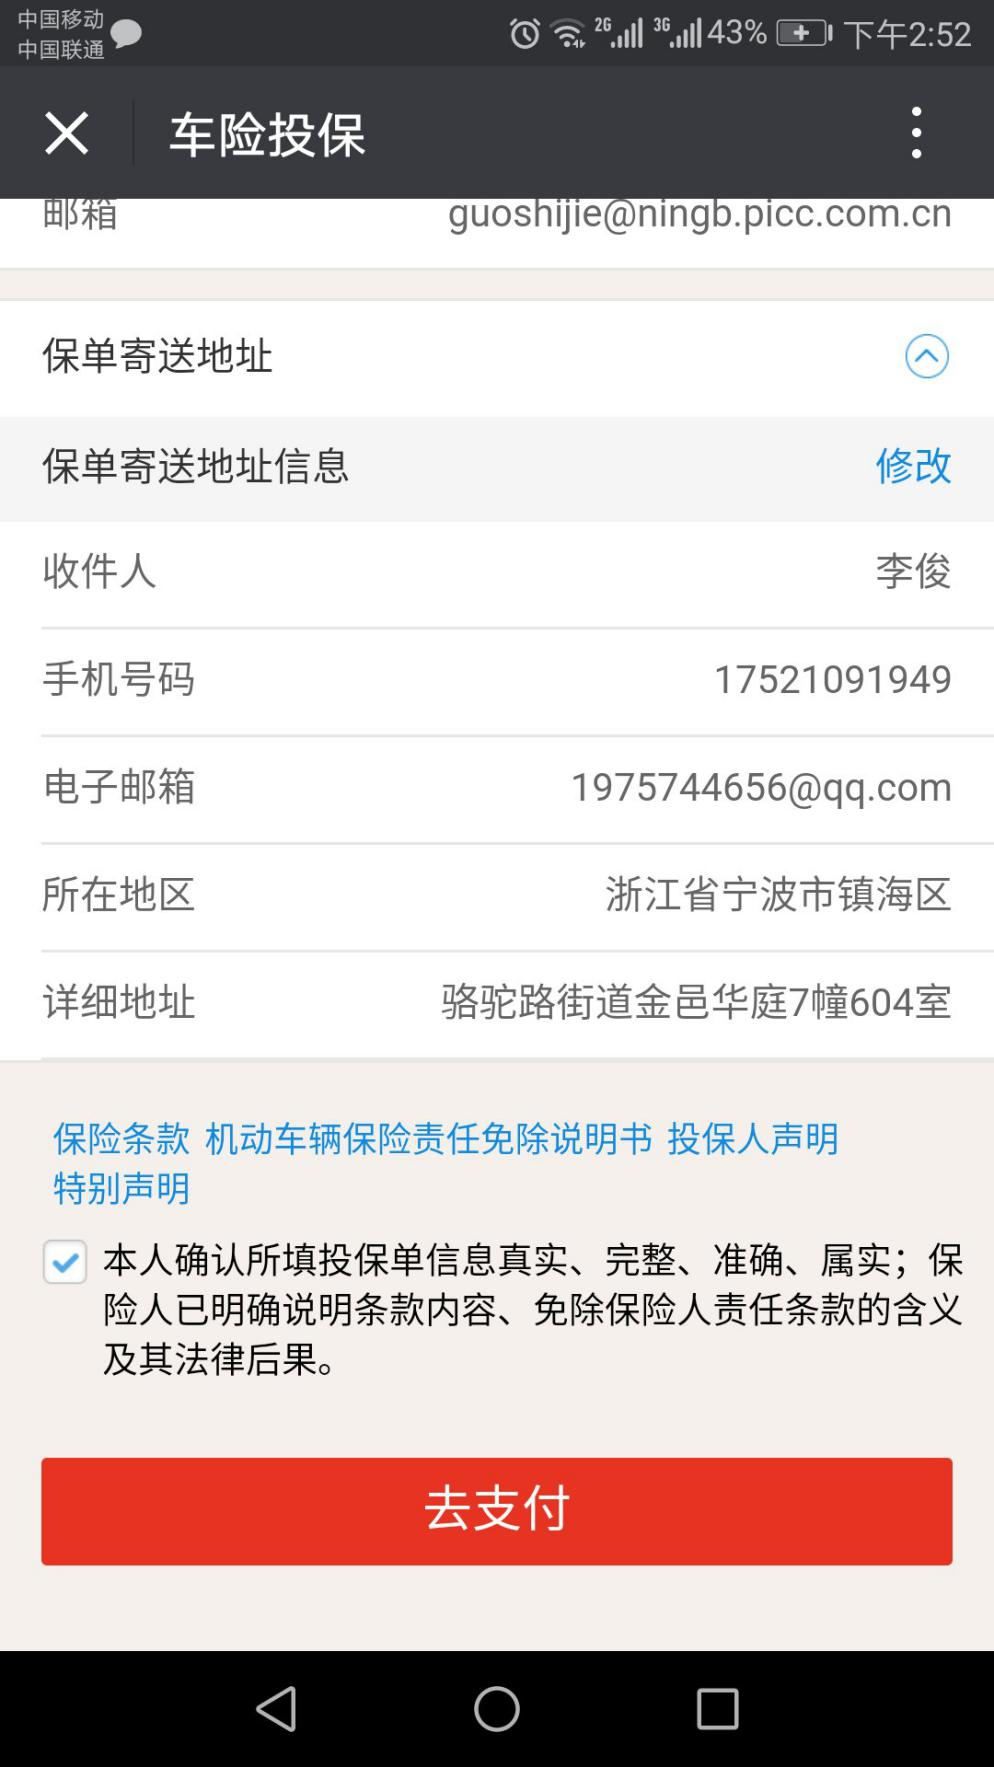 中国移动
中国联通
2G 3G 43% 下午2:52
车险投保
邮箱 guoshijie@ningb.picc.com.cn
保单寄送地址
保单寄送地址信息 修改
收件人 李俊
手机号码 17521091949
电子邮箱 1975744656@qq.com
所在地区 浙江省宁波市镇海区
详细地址 骆驼路街道金邑华庭7幢604室
保险条款 机动车辆保险责任免除说明书 投保人声明
特别声明
本人确认所填投保单信息真实、完整、准确、属实；保
险人已明确说明条款内容、免除保险人责任条款的含义
及其法律后果。
去支付